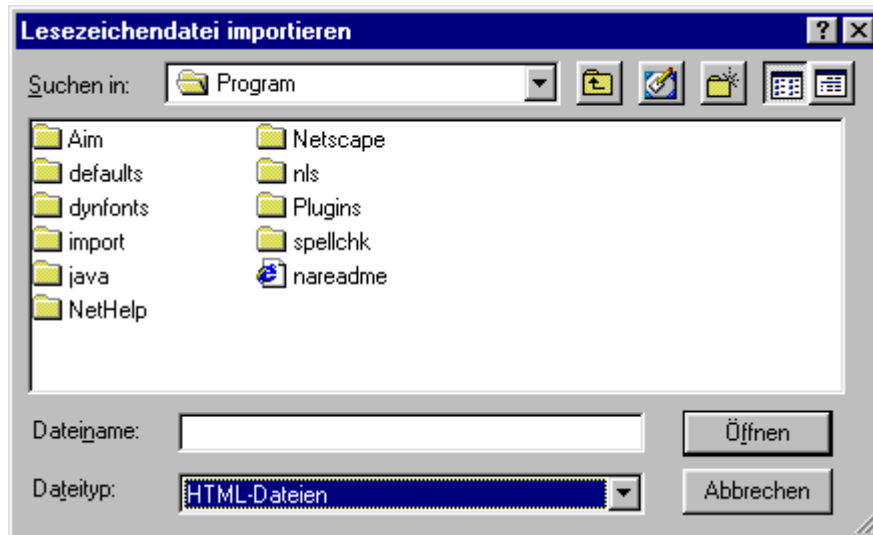 Lesezeichendatei importieren
Suchen in: Program
Aim
defaults
dynfonts
import
java
NetHelp
Netscape
nls
Plugins
spellchk
nareadme
Dateiname:
Öffnen
Dateityp: HTML-Dateien
Abbrechen